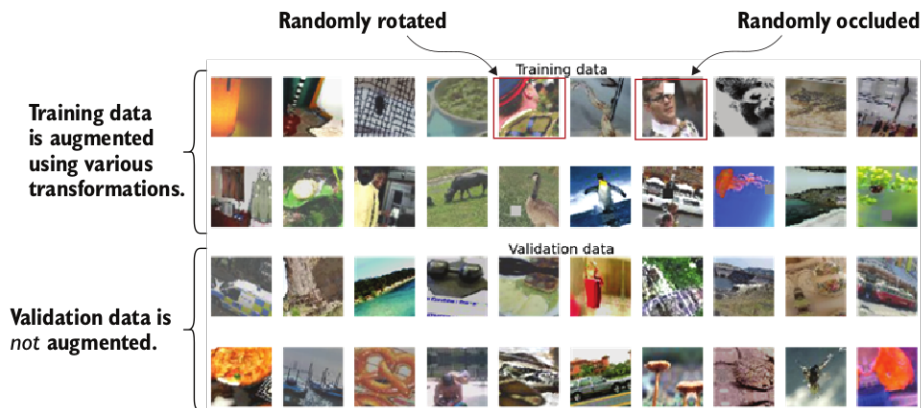 Randomly rotated
Randomly occluded
Training data
Training data
is augmented
using various
transformations.
Validation data
Validation data is
not augmented.